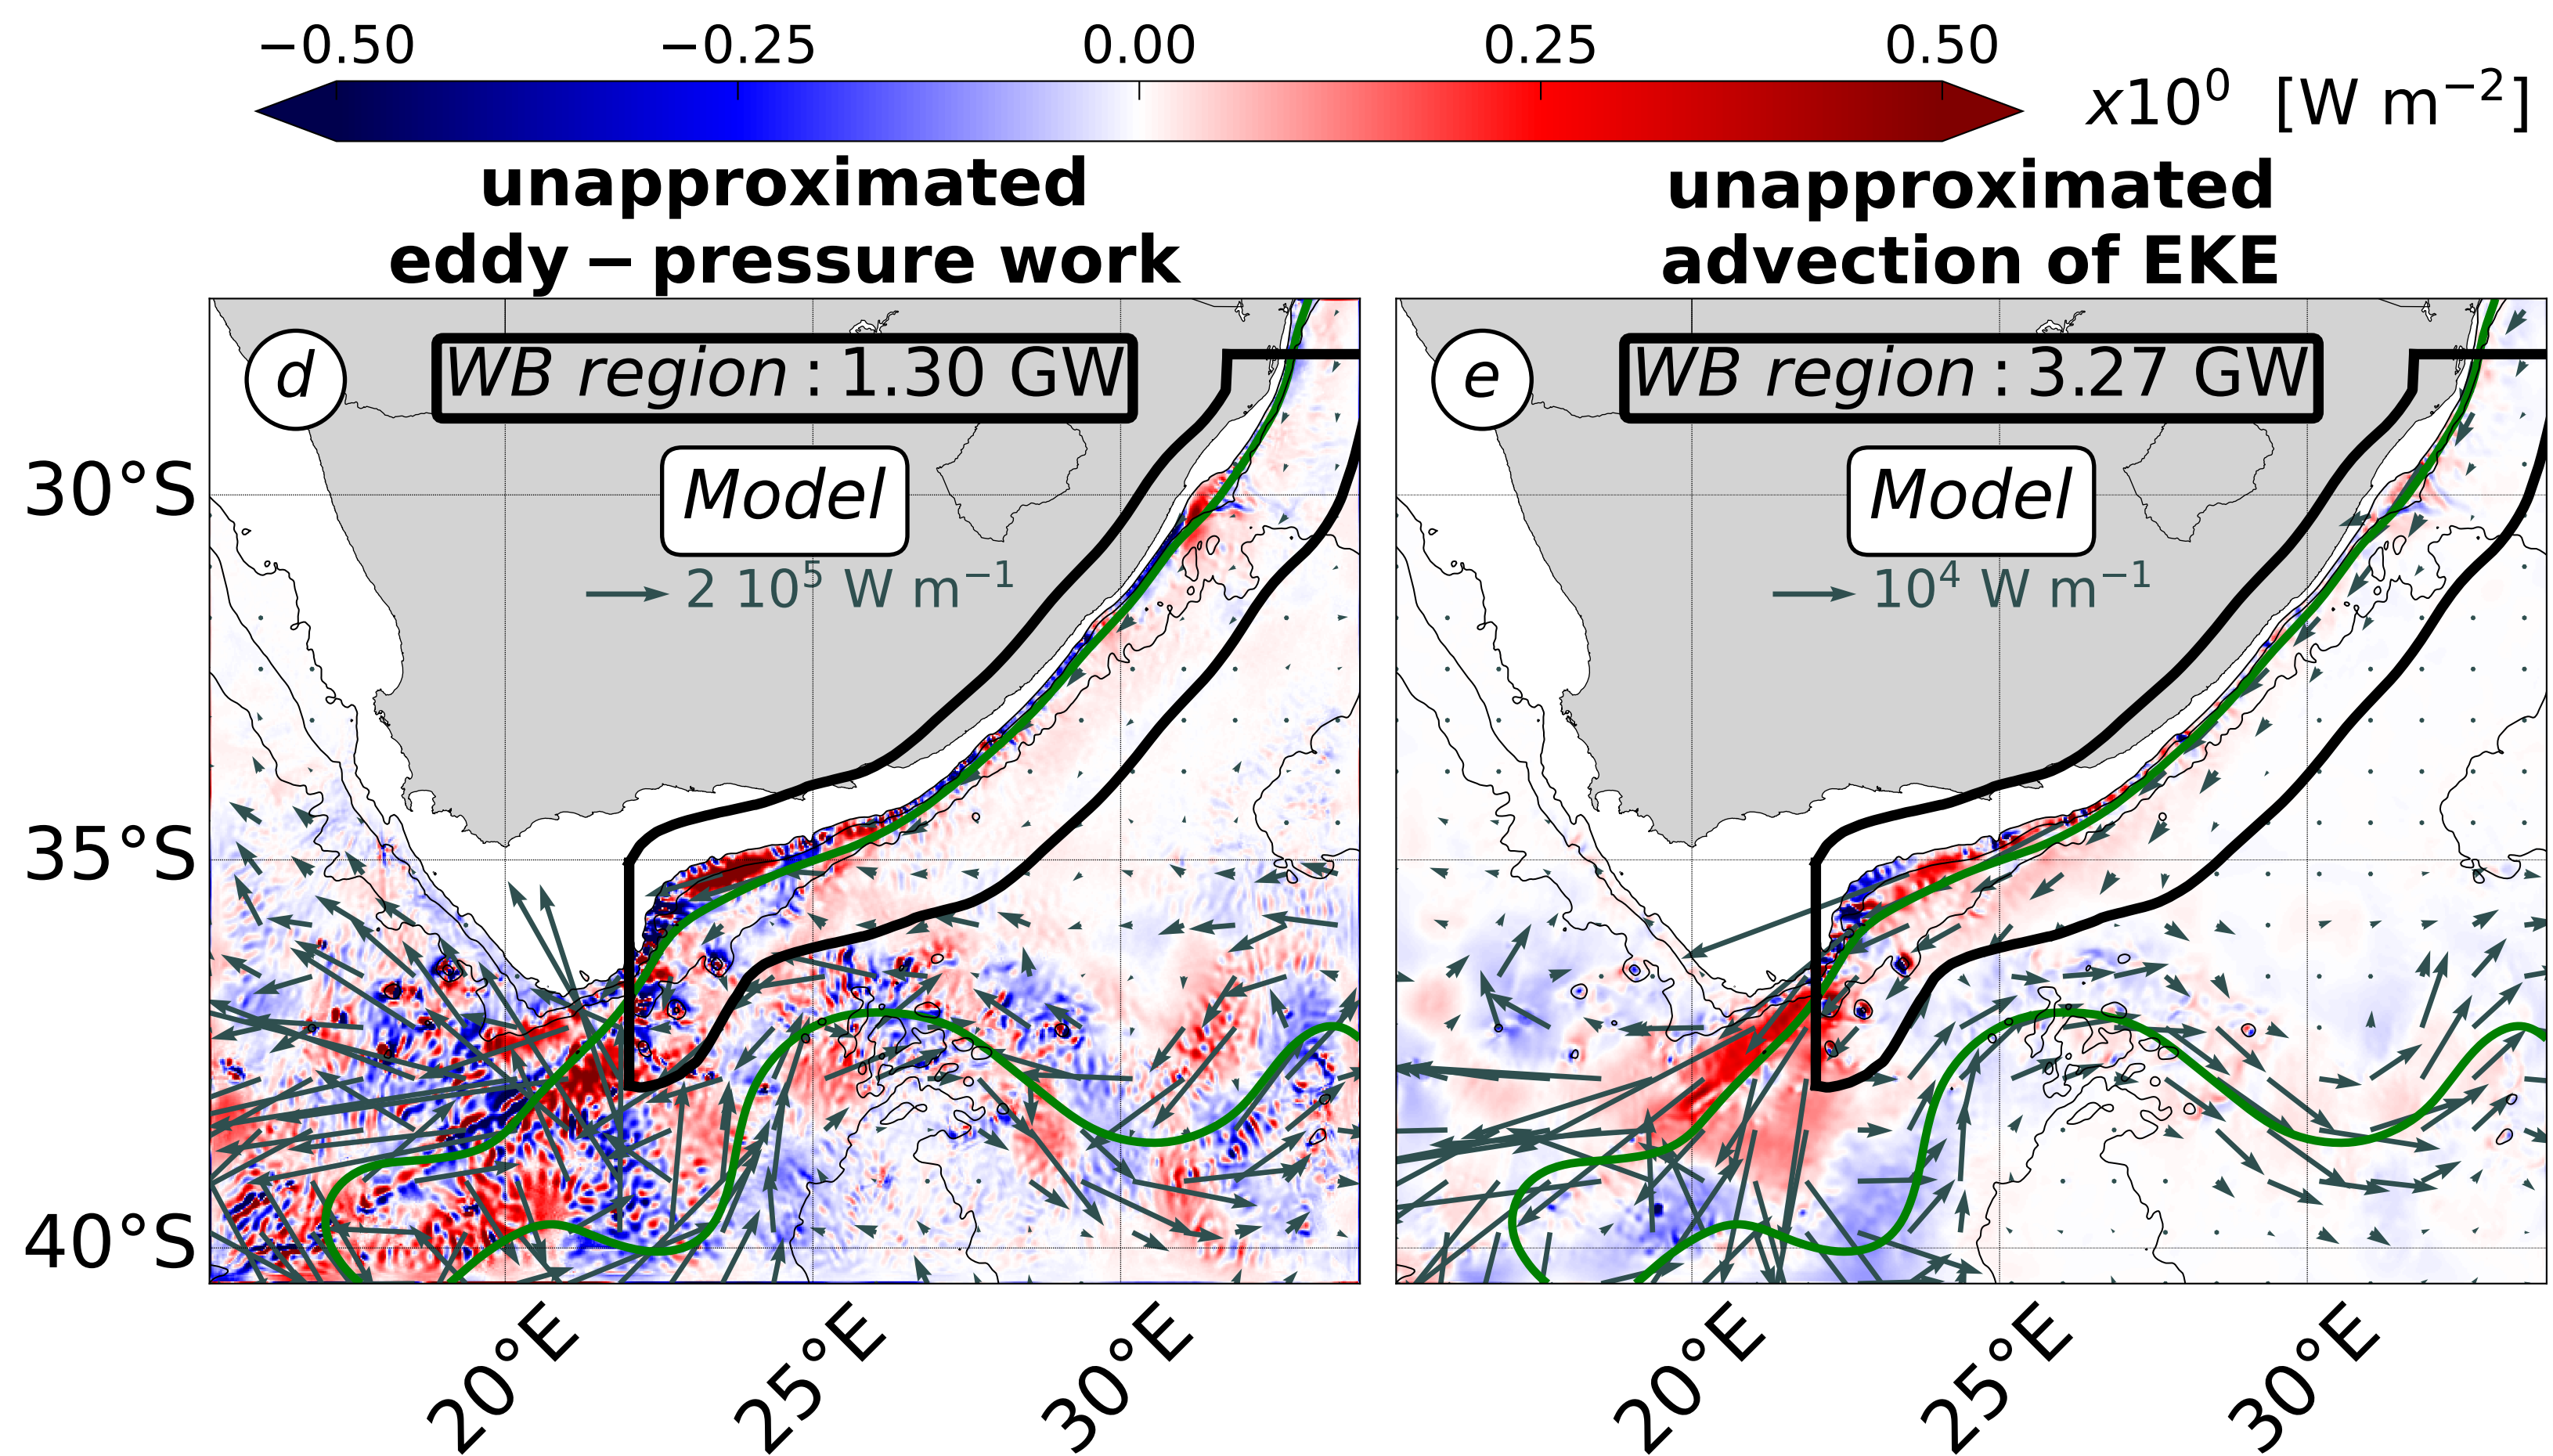 −0.50 −0.25 0.00 0.25 0.50
x10⁰ [W m⁻²]
unapproximated
eddy − pressure work
unapproximated
advection of EKE
d
WB region : 1.30 GW
Model
2 10⁵ W m⁻¹
e
WB region : 3.27 GW
Model
10⁴ W m⁻¹
30°S
35°S
40°S
20°E 25°E 30°E
20°E 25°E 30°E